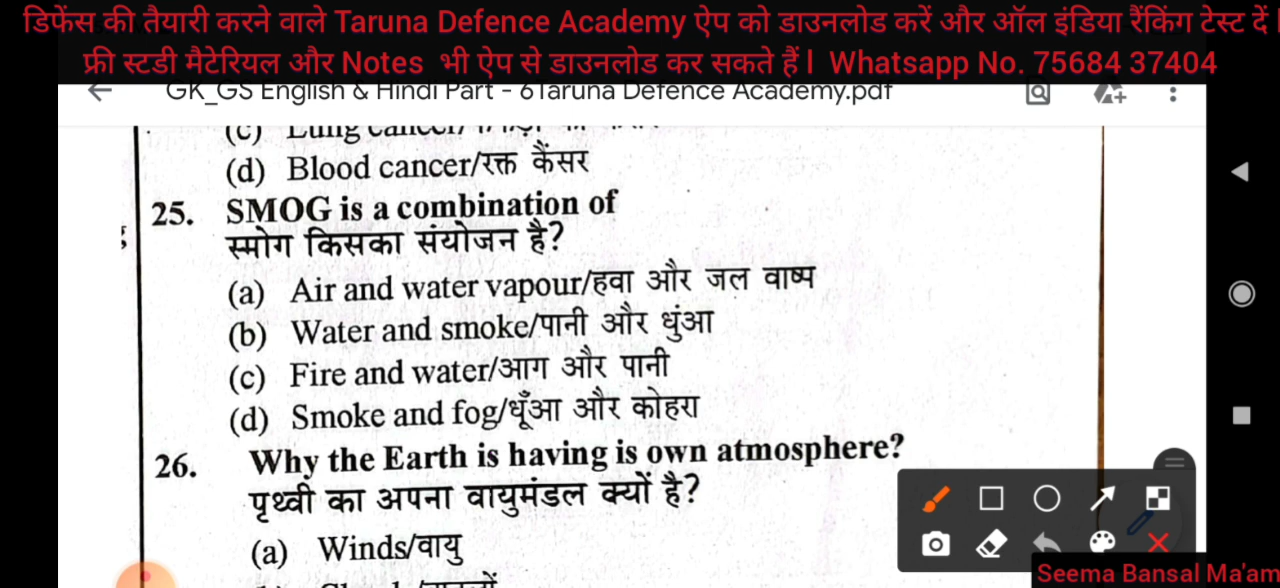 डिफेंस की तैयारी करने वाले Taruna Defence Academy ऐप को डाउनलोड करें और ऑल इंडिया रैंकिंग टेस्ट दें।
फ्री स्टडी मैटेरियल और Notes भी ऐप से डाउनलोड कर सकते हैं। Whatsapp No. 75684 37404
GK_GS English & Hindi Part - 6Taruna Defence Academy.pdf
(c) Lung cancer/
(d) Blood cancer/रक्त कैंसर
25. SMOG is a combination of
स्मोग किसका संयोजन है?
(a) Air and water vapour/हवा और जल वाष्प
(b) Water and smoke/पानी और धुंआ
(c) Fire and water/आग और पानी
(d) Smoke and fog/धूँआ और कोहरा
26. Why the Earth is having is own atmosphere?
पृथ्वी का अपना वायुमंडल क्यों है?
(a) Winds/वायु
Seema Bansal Ma'am